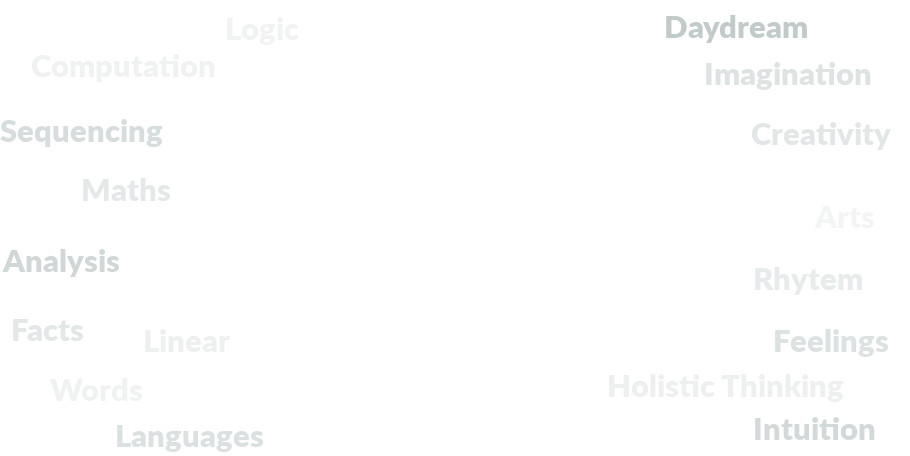 Logic
Computation
Sequencing
Maths
Analysis
Facts
Linear
Words
Languages
Daydream
Imagination
Creativity
Arts
Rhytem
Feelings
Holistic Thinking
Intuition